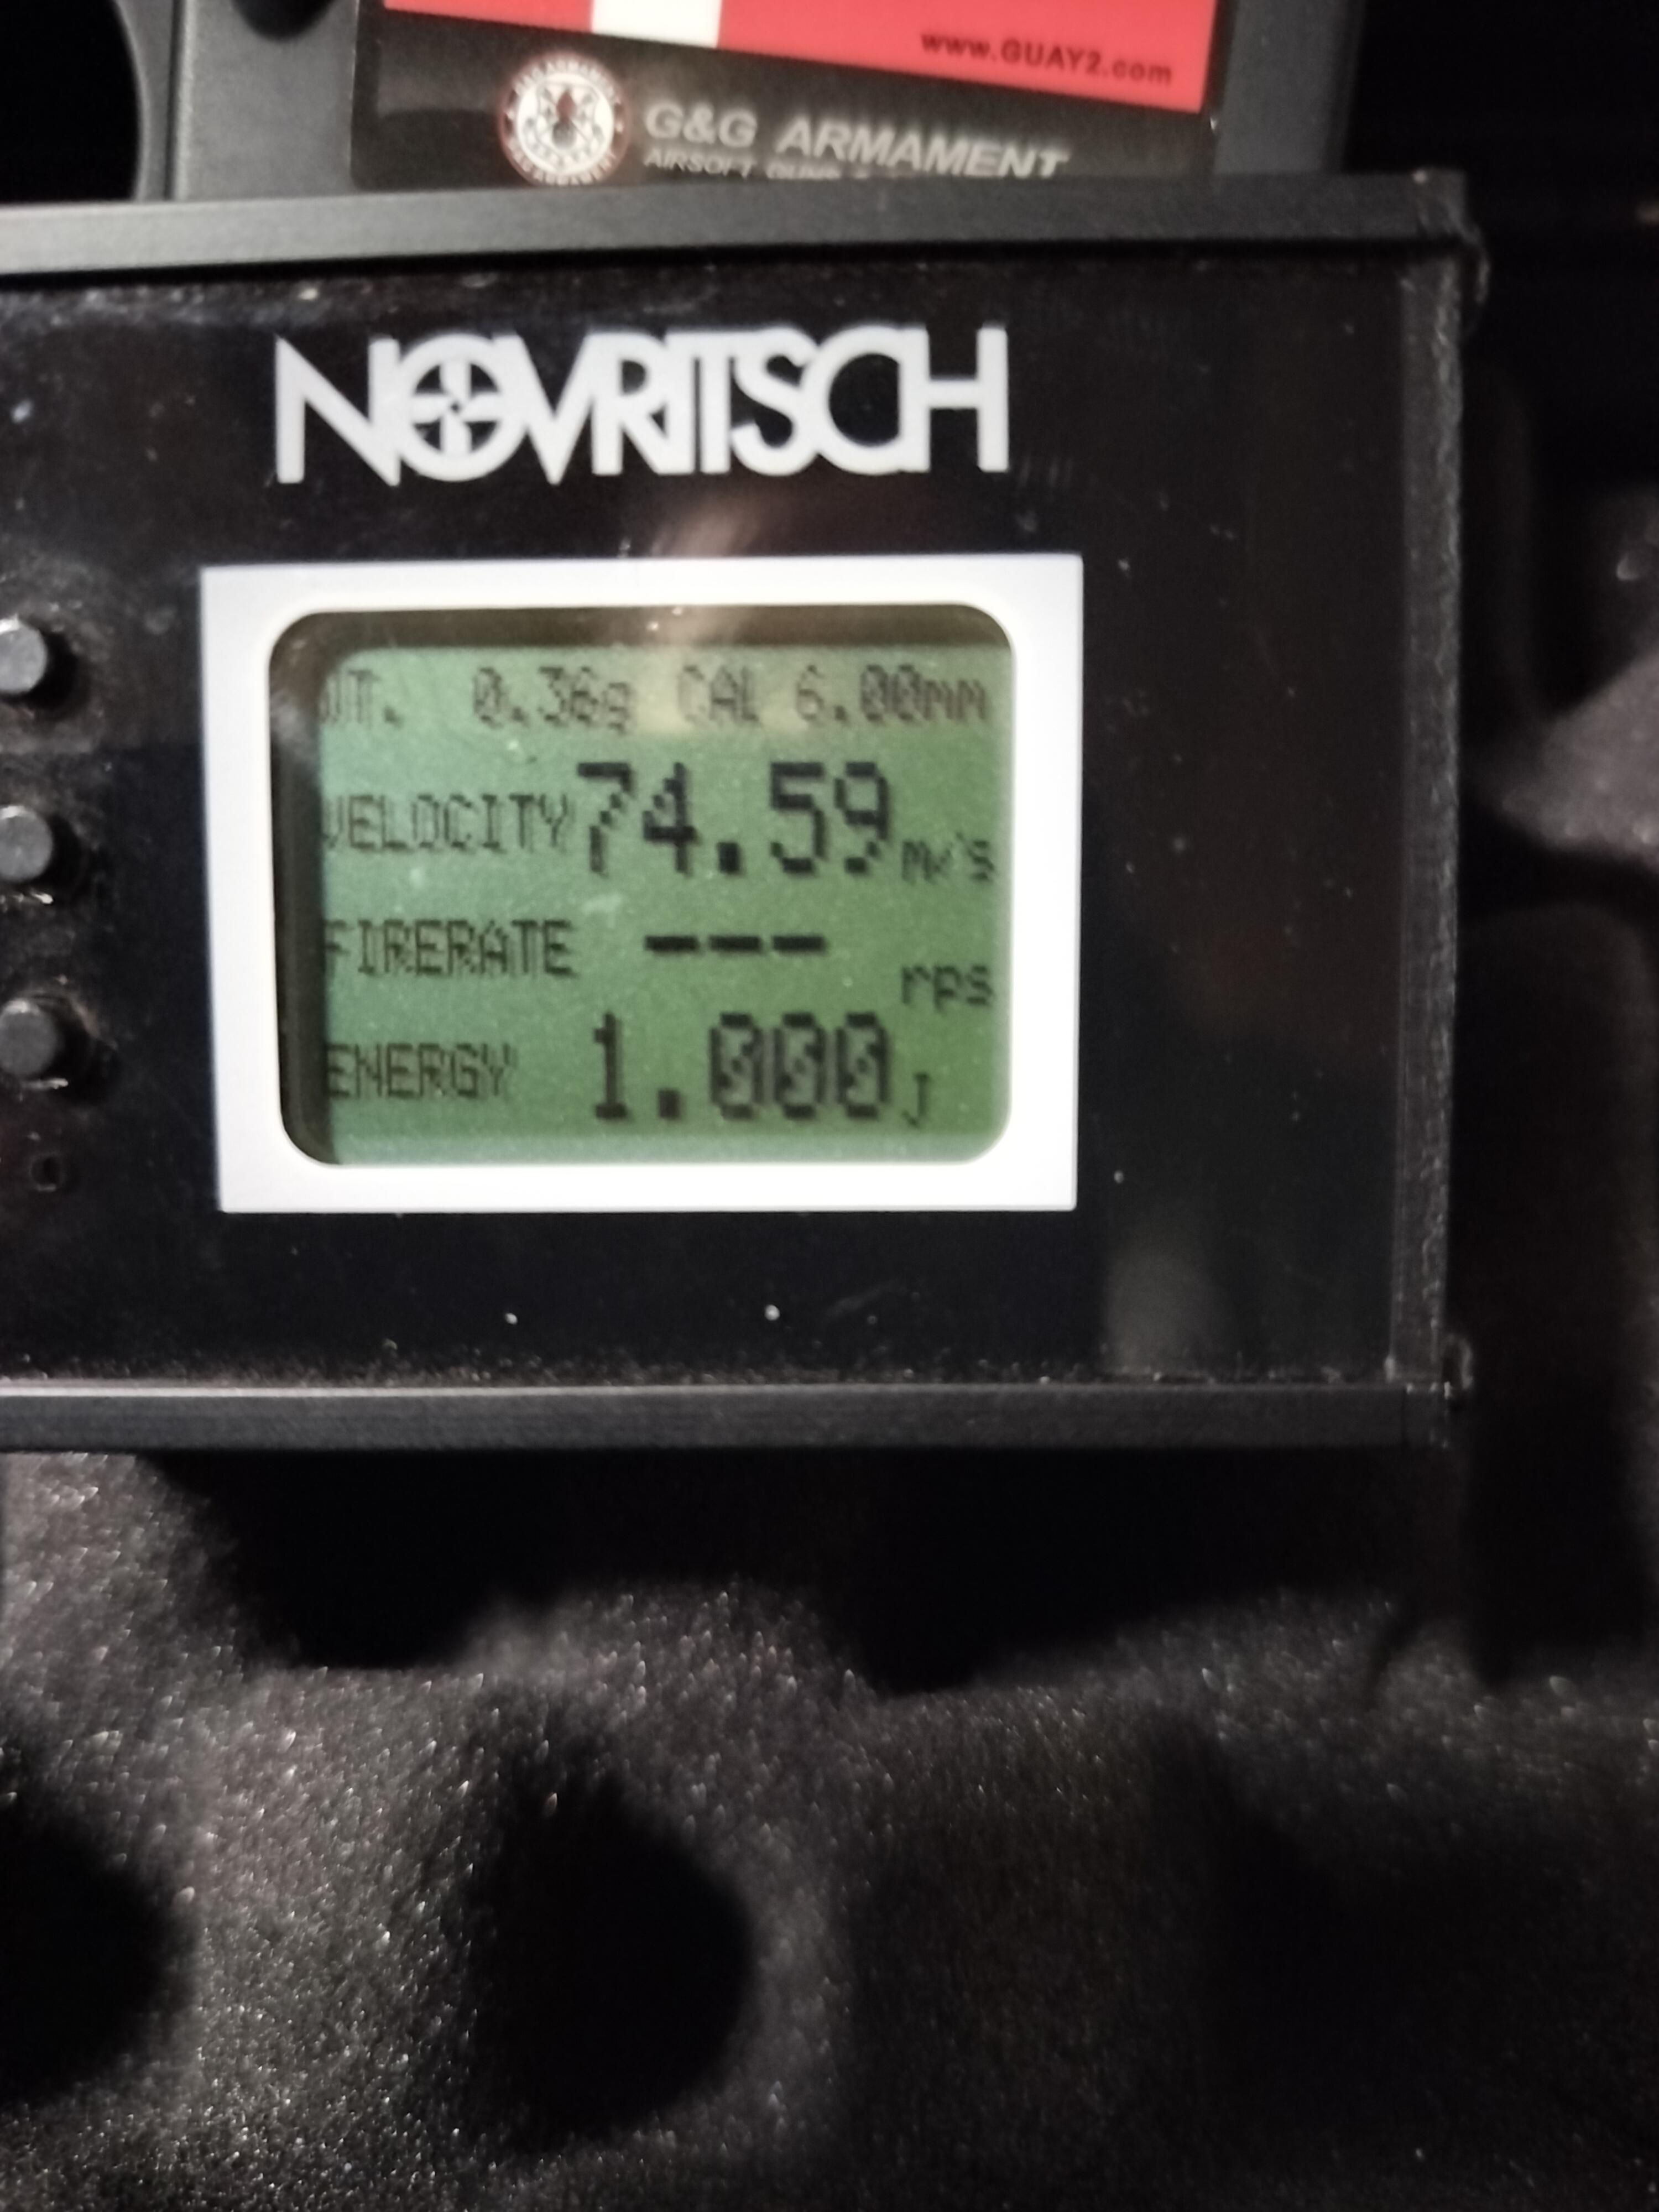 www.GUAY2.com
G&G ARMAMENT
AIRSOFT
NOVRITSCH
WT. 0.36g CAL 6.00mm
VELOCITY 74.59 m/s
FIRERATE --- rps
ENERGY 1.000 J